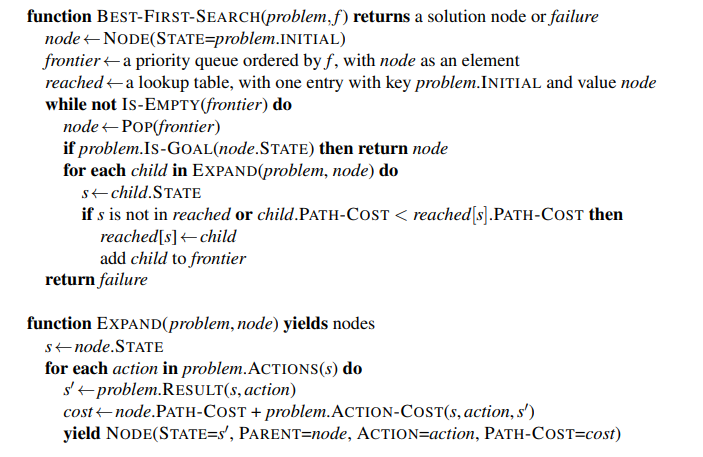 function BEST-FIRST-SEARCH(problem,f) returns a solution node or failure
node←NODE(STATE=problem.INITIAL)
frontier←a priority queue ordered by f, with node as an element
reached←a lookup table, with one entry with key problem.INITIAL and value node
while not IS-EMPTY(frontier) do
node←POP(frontier)
if problem.IS-GOAL(node.STATE) then return node
for each child in EXPAND(problem, node) do
s←child.STATE
if s is not in reached or child.PATH-COST < reached[s].PATH-COST then
reached[s]←child
add child to frontier
return failure
function EXPAND(problem, node) yields nodes
s←node.STATE
for each action in problem.ACTIONS(s) do
s′←problem.RESULT(s, action)
cost←node.PATH-COST + problem.ACTION-COST(s, action, s′)
yield NODE(STATE=s′, PARENT=node, ACTION=action, PATH-COST=cost)